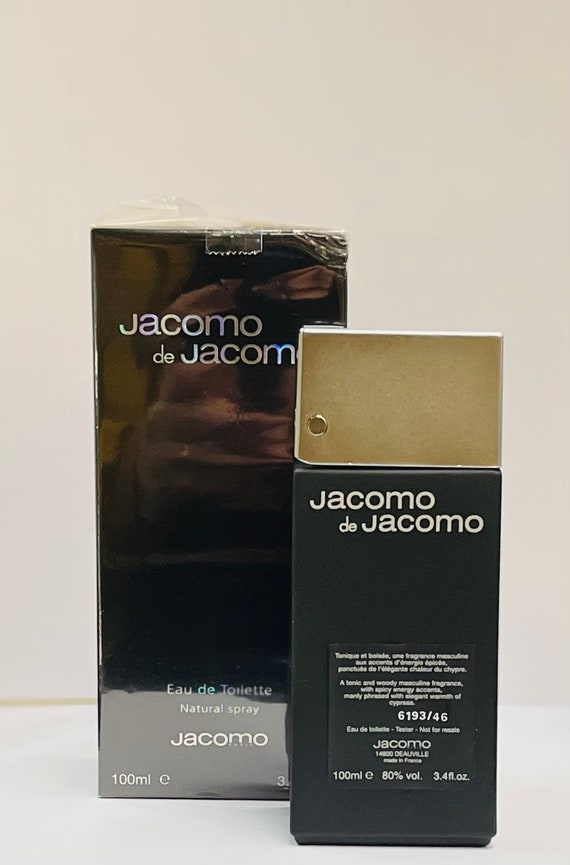 Jacomo
de Jacomo
Eau de Toilette
Natural spray
Jacomo
PARIS
100ml e 3.
Jacomo
de Jacomo
Tonique et boisée, une fragrance masculine
aux accents d'énergie épicée,
ponctués de l'élégante chaleur du chypre.
A tonic and woody masculine fragrance,
with spicy energy accents,
manly phrased with elegant warmth of
cypress.
6193/46
Eau de toilette - Tester - Not for resale
Jacomo
14800 DEAUVILLE
made in France
100ml e 80% vol. 3.4fl.oz.